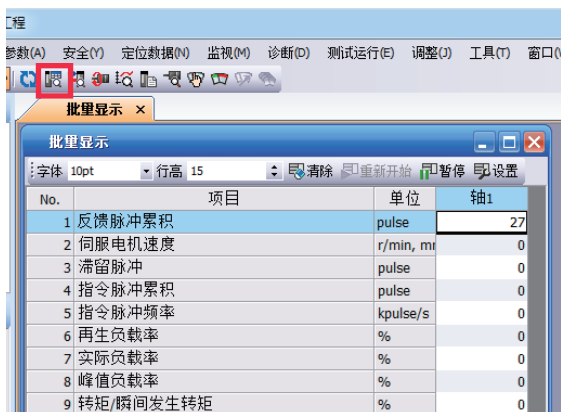 工程
参数(A) 安全(Y) 定位数据(N) 监视(M) 诊断(D) 测试运行(E) 调整(J) 工具(T) 窗口(
批量显示 ×
批量显示
字体 10pt 行高 15 清除 重新开始 暂停 设置
No. 项目 单位 轴1
1 反馈脉冲累积 pulse 27
2 伺服电机速度 r/min, mm 0
3 滞留脉冲 pulse 0
4 指令脉冲累积 pulse 0
5 指令脉冲频率 kpulse/s 0
6 再生负载率 % 0
7 实际负载率 % 0
8 峰值负载率 % 0
9 转矩/瞬间发生转矩 % 0